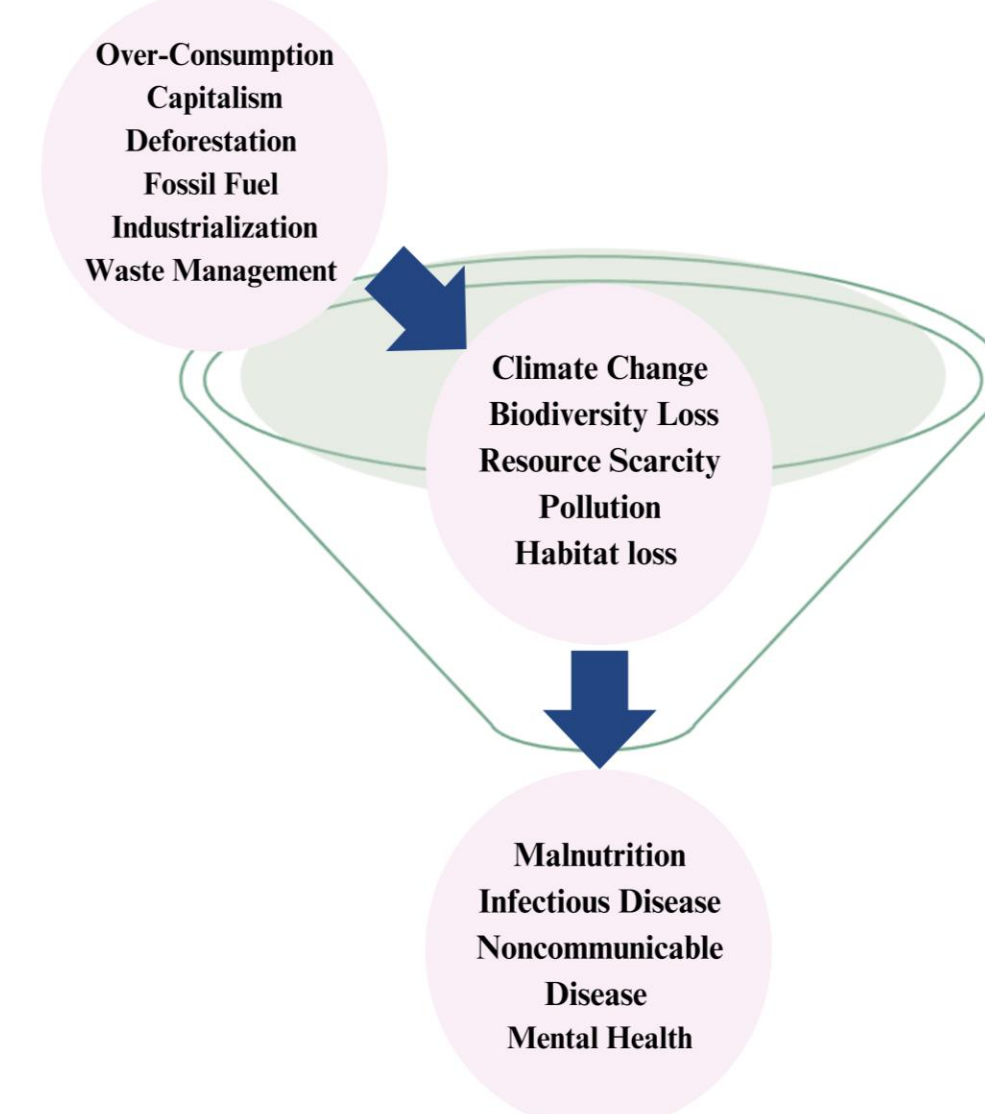 Over-Consumption
Capitalism
Deforestation
Fossil Fuel
Industrialization
Waste Management
Climate Change
Biodiversity Loss
Resource Scarcity
Pollution
Habitat loss
Malnutrition
Infectious Disease
Noncommunicable
Disease
Mental Health